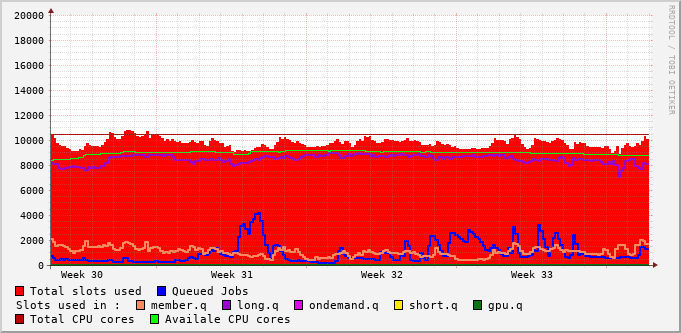 20000
18000
16000
14000
12000
10000
8000
6000
4000
2000
0
Week 30 Week 31 Week 32 Week 33
RRDTOOL / TOBI OETIKER
Total slots used Queued Jobs
Slots used in : member.q long.q ondemand.q short.q gpu.q
Total CPU cores Availale CPU cores